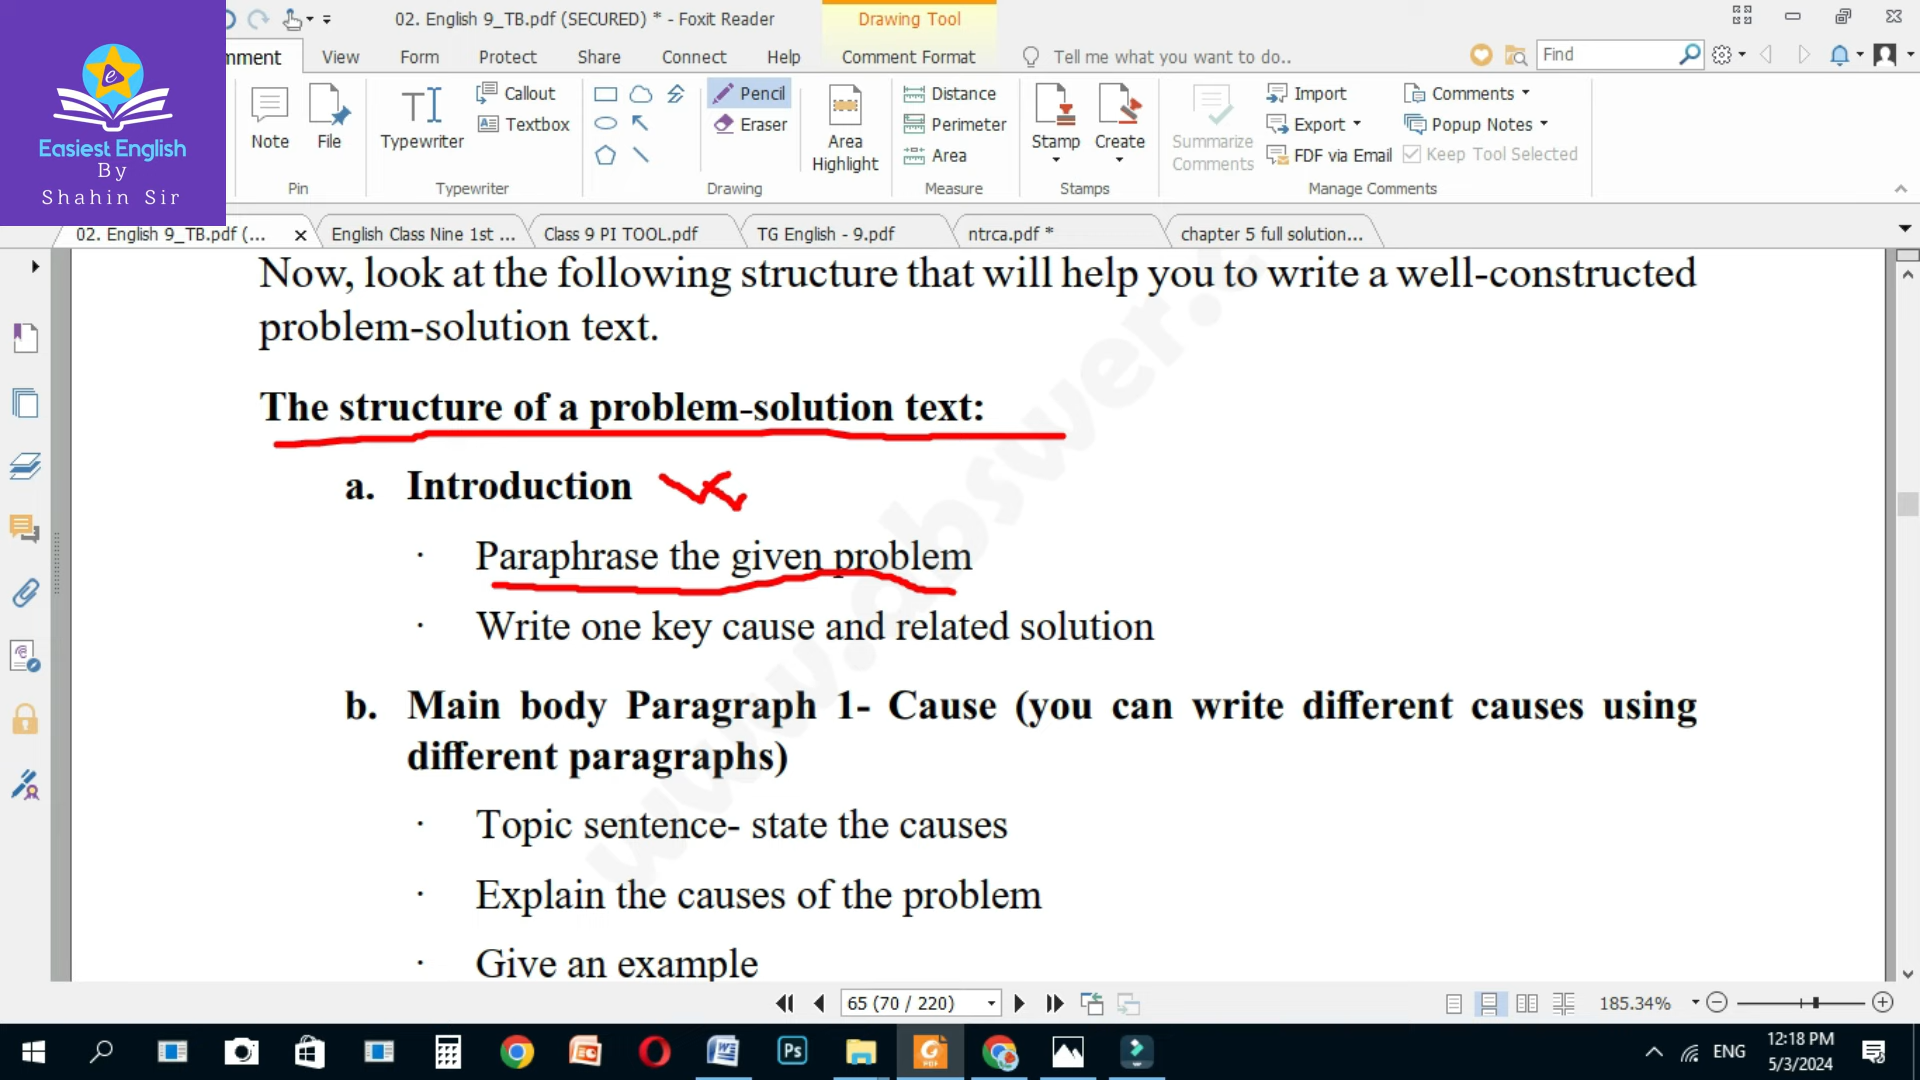 02. English 9_TB.pdf (SECURED) * - Foxit Reader
Drawing Tool
mment
View
Form
Protect
Share
Connect
Help
Comment Format
Tell me what you want to do..
Find
e
Easiest English
By
Shahin Sir
Note
File
Pin
Typewriter
Callout
Textbox
Typewriter
Pencil
Eraser
Drawing
Area
Highlight
Distance
Perimeter
Area
Measure
Stamp
Create
Stamps
Summarize
Comments
Import
Export
FDF via Email
Comments
Popup Notes
Keep Tool Selected
Manage Comments
02. English 9_TB.pdf (...
English Class Nine 1st ...
Class 9 PI TOOL.pdf
TG English - 9.pdf
ntrca.pdf *
chapter 5 full solution...
Now, look at the following structure that will help you to write a well-constructed
problem-solution text.
The structure of a problem-solution text:
a. Introduction
· Paraphrase the given problem
· Write one key cause and related solution
b. Main body Paragraph 1- Cause (you can write different causes using
different paragraphs)
· Topic sentence- state the causes
· Explain the causes of the problem
· Give an example
65 (70 / 220)
185.34%
Ps
ENG
12:18 PM
5/3/2024